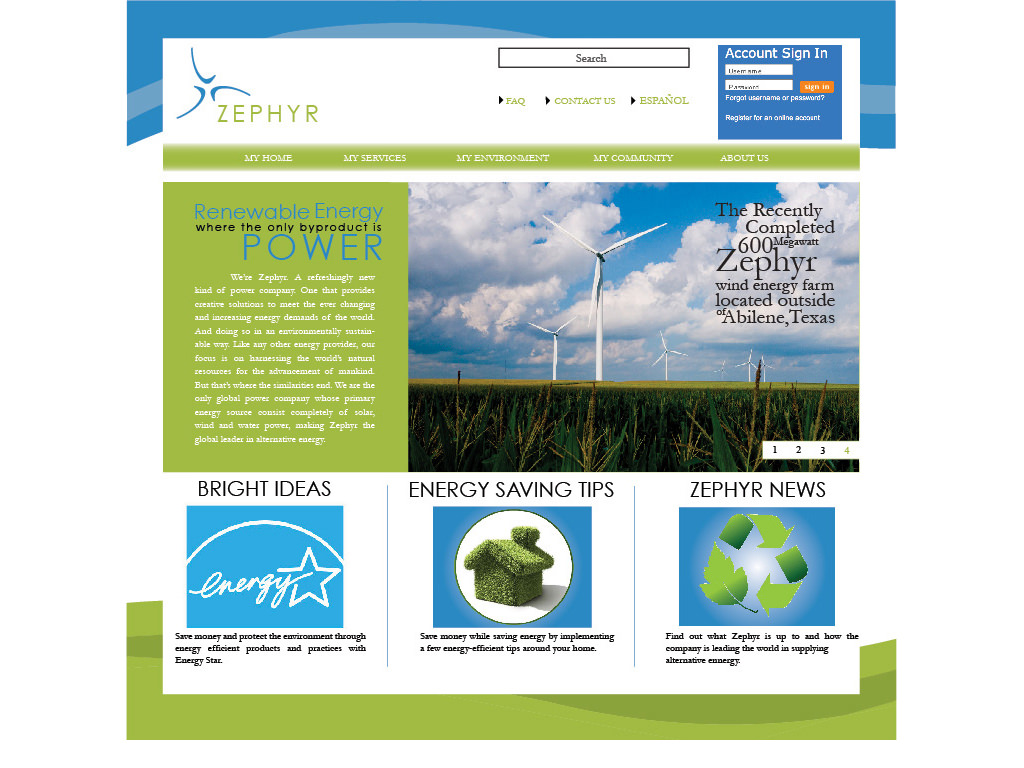 Search
Account Sign In
Username
Password
sign in
Forgot username or password?
Register for an online account
ZEPHYR
FAQ
CONTACT US
ESPAÑOL
MY HOME
MY SERVICES
MY ENVIRONMENT
MY COMMUNITY
ABOUT US
Renewable Energy
where the only byproduct is
POWER
We're Zephyr. A refreshingly new
kind of power company. One that provides
creative solutions to meet the ever changing
and increasing energy demands of the world.
And doing so in an environmentally sustain-
able way. Like any other energy provider, our
focus is on harnessing the world's natural
resources for the advancement of mankind.
But that's where the similarities end. We are the
only global power company whose primary
energy source consist completely of solar,
wind and water power, making Zephyr the
global leader in alternative energy.
The Recently
Completed
600 Megawatt
Zephyr
wind energy farm
located outside
of Abilene, Texas
1 2 3 4
BRIGHT IDEAS
energy
Save money and protect the environment through
energy efficient products and practices with
Energy Star.
ENERGY SAVING TIPS
Save money while saving energy by implementing
a few energy-efficient tips around your home.
ZEPHYR NEWS
Find out what Zephyr is up to and how the
company is leading the world in supplying
alternative ennergy.